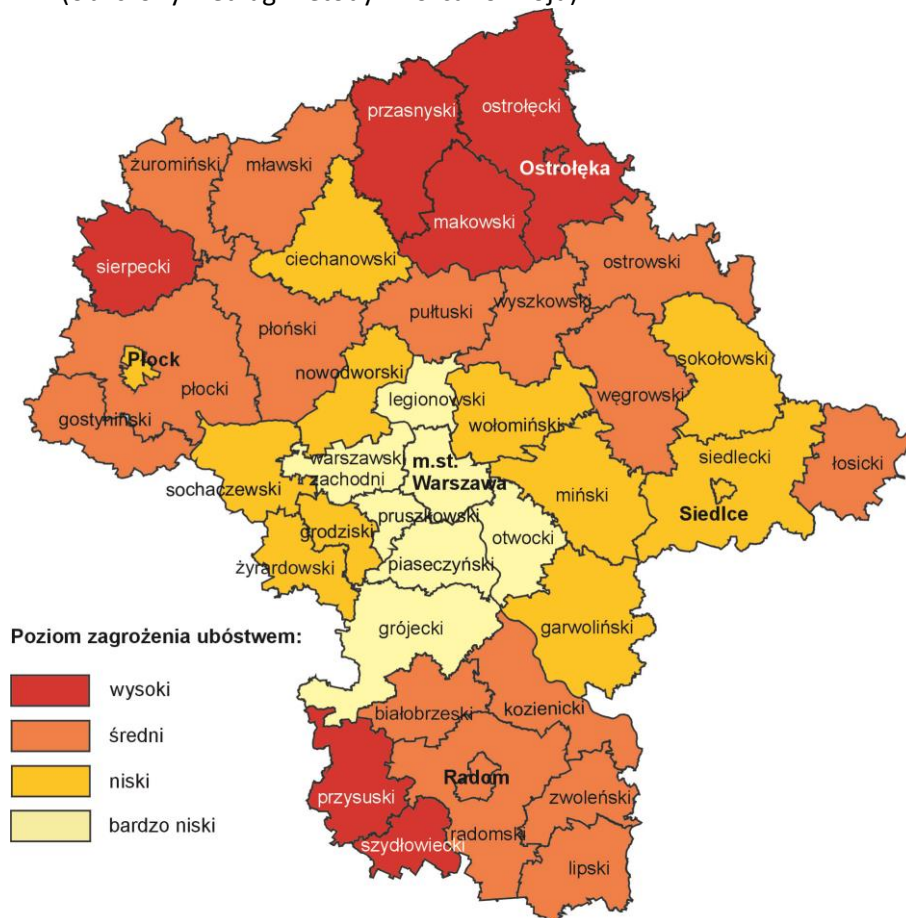 przasnyski
ostrołęcki
żuromiński
mławski
Ostrołęka
makowski
sierpecki
ciechanowski
ostrowski
wyszkowski
pułtuski
płoński
Płock
sokołowski
nowodworski
płocki
legionowski
węgrowski
gostyniński
wołomiński
siedlecki
łosicki
warszawski
zachodni
m.st.
Warszawa
sochaczewski
miński
Siedlce
pruszkowski
grodziski
otwocki
żyrardowski
piaseczyński
grójecki
garwoliński
Poziom zagrożenia ubóstwem:
wysoki
średni
niski
bardzo niski
białobrzeski
kozienicki
Radom
przysuski
zwoleński
radomski
szydłowiecki
lipski